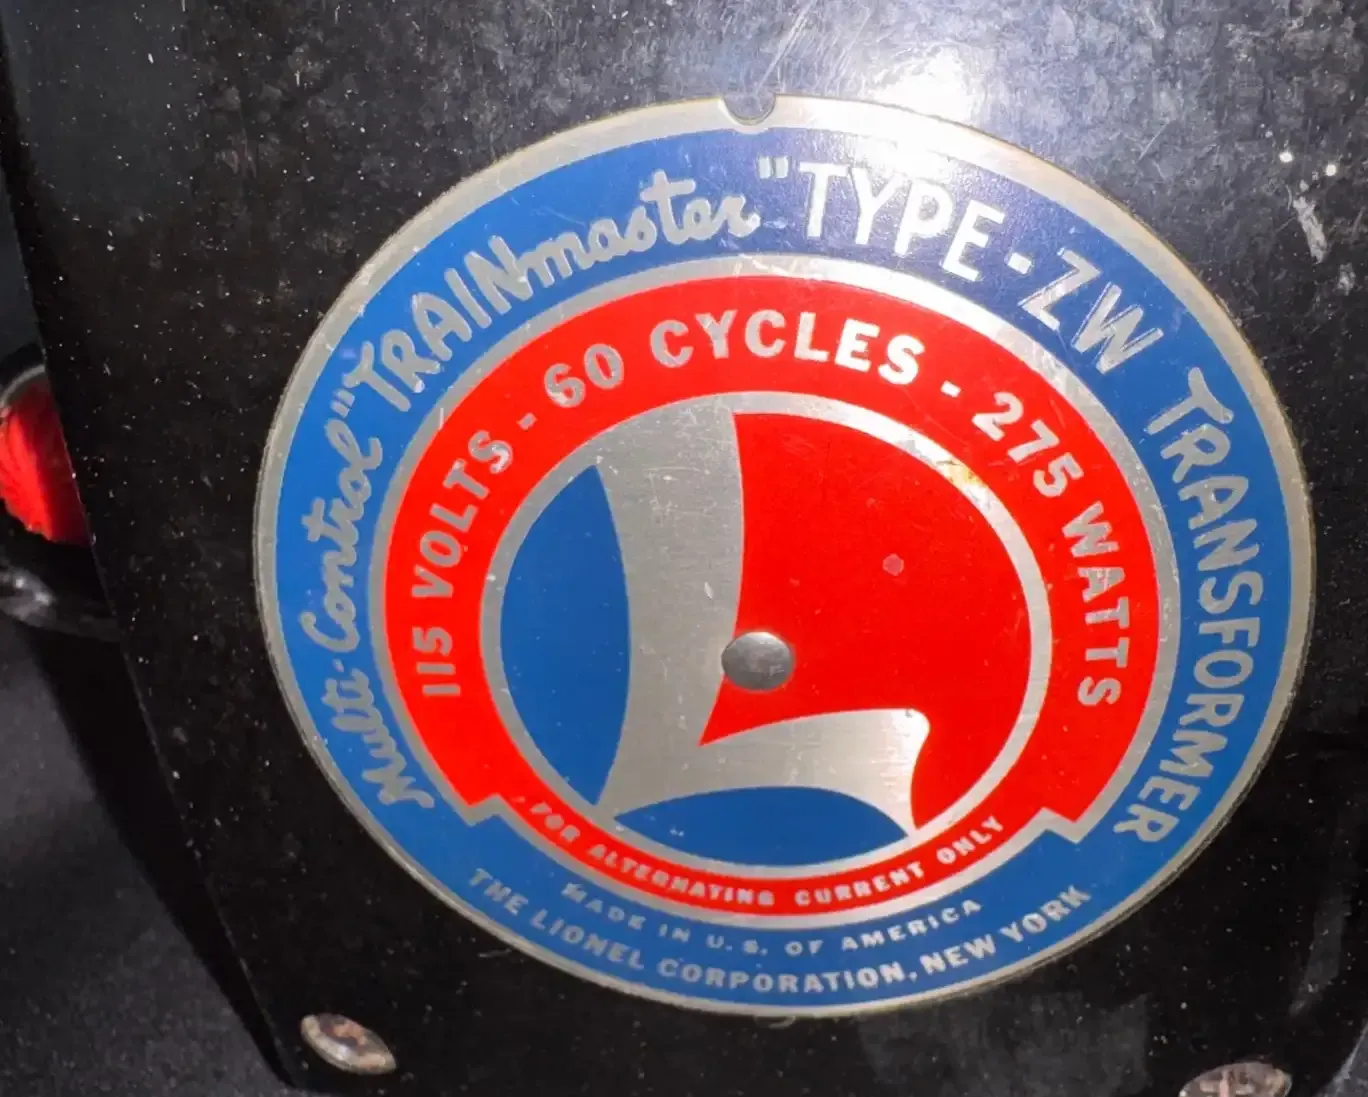 Multi-Control "TRAINmaster" TYPE-ZW TRANSFORMER
115 VOLTS - 60 CYCLES - 275 WATTS
L
FOR ALTERNATING CURRENT ONLY
MADE IN U. S. OF AMERICA
THE LIONEL CORPORATION, NEW YORK